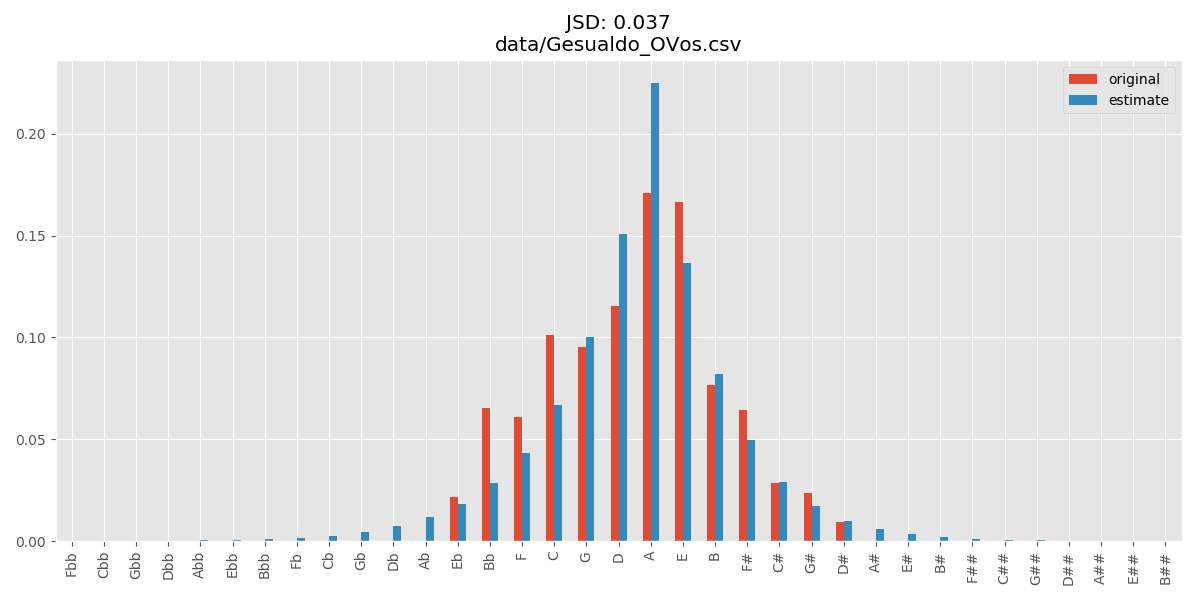 JSD: 0.037
data/Gesualdo_OVos.csv
original
estimate
0.20
0.15
0.10
0.05
0.00
Fbb
Cbb
Gbb
Dbb
Abb
Ebb
Bbb
Fb
Cb
Gb
Db
Ab
Eb
Bb
F
C
G
D
A
E
B
F#
C#
G#
D#
A#
E#
B#
F##
C##
G##
D##
A##
E##
B##